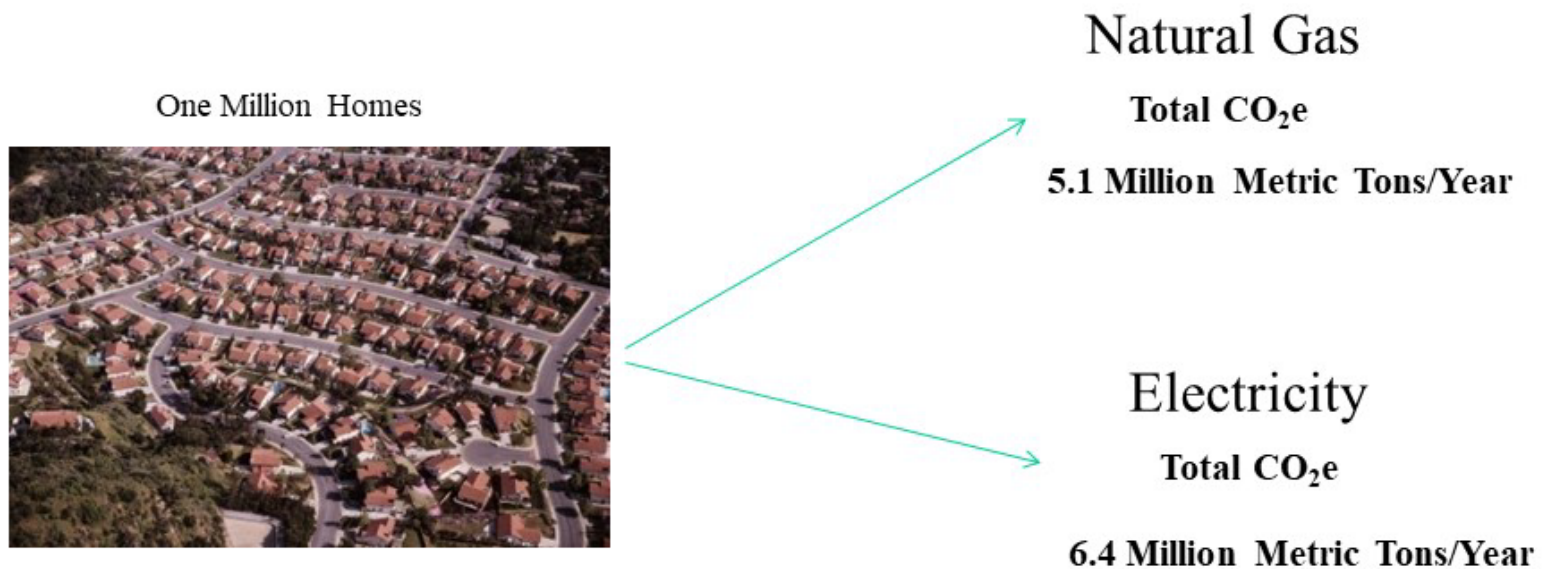 One Million Homes
Natural Gas
Total CO₂e
5.1 Million Metric Tons/Year
Electricity
Total CO₂e
6.4 Million Metric Tons/Year